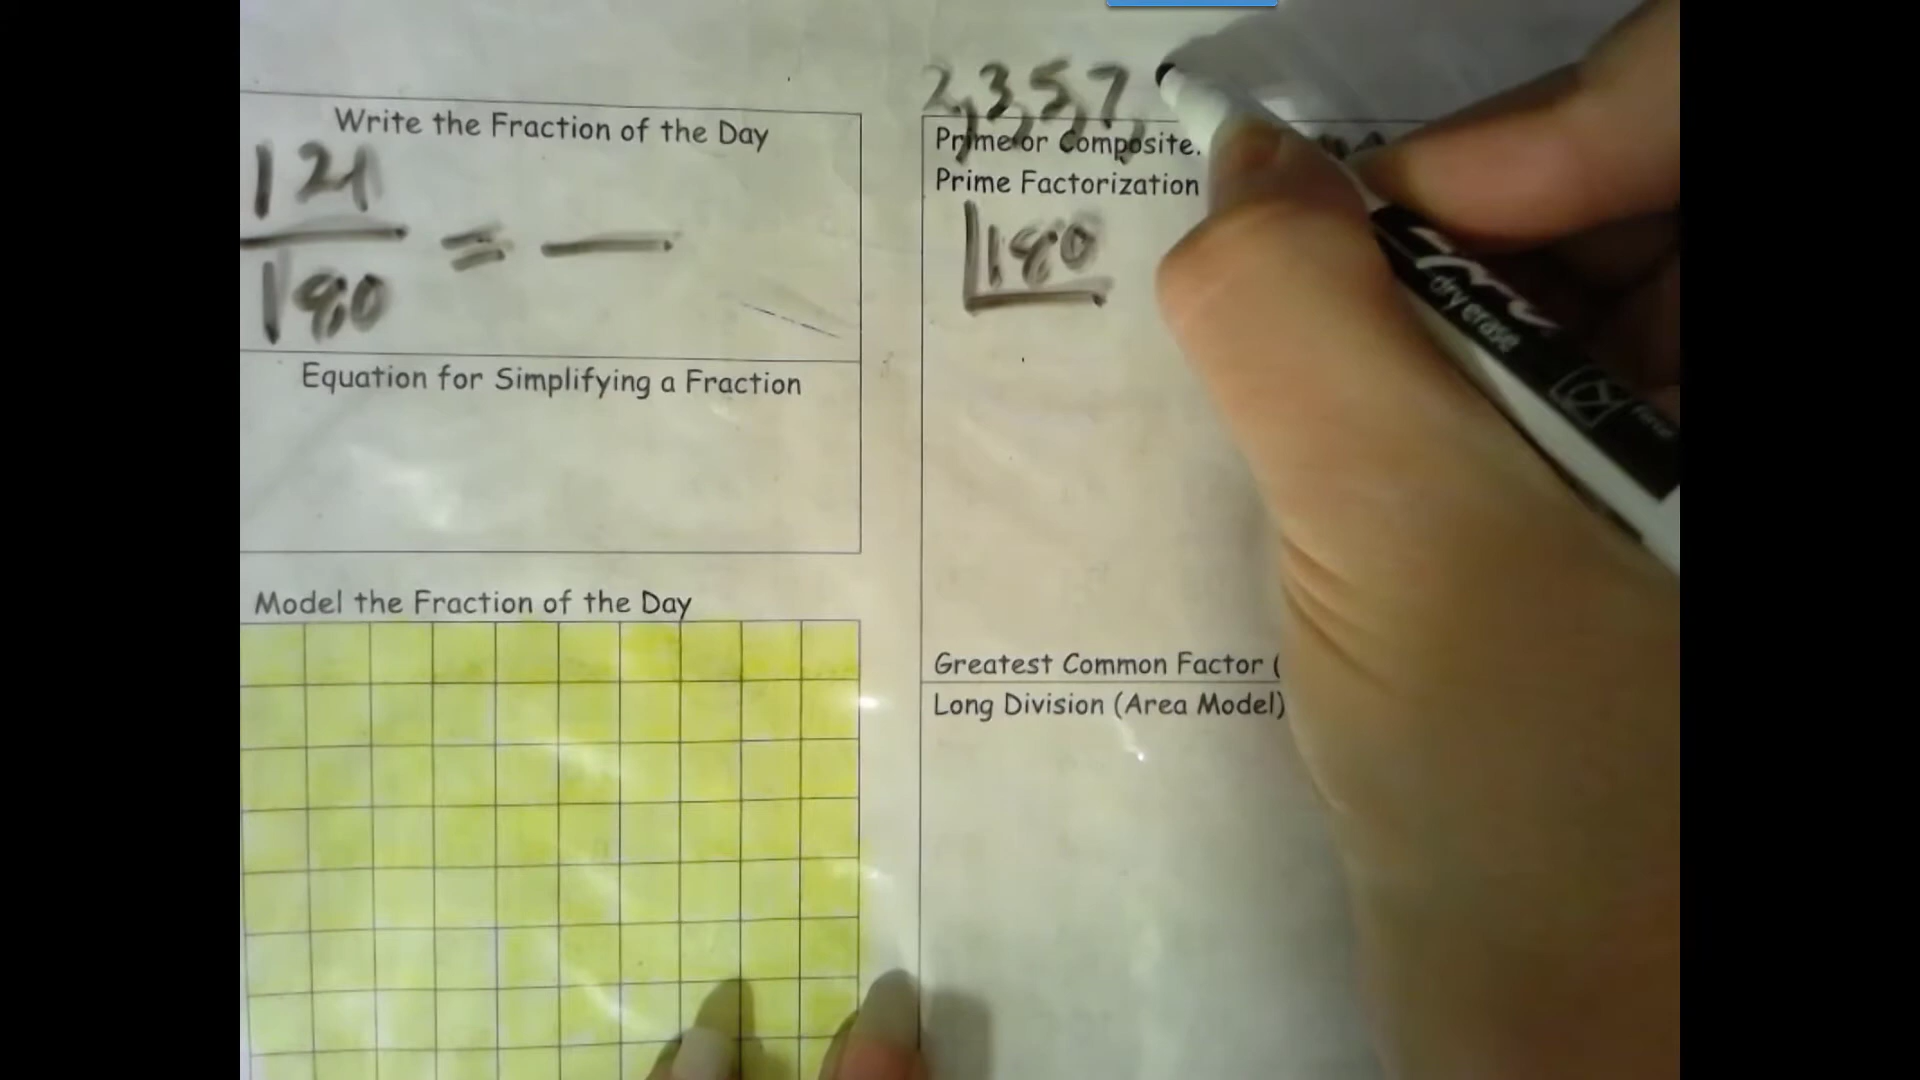 Write the Fraction of the Day
121
180
=
Equation for Simplifying a Fraction
Model the Fraction of the Day
2, 3, 5, 7,
Prime or Composite.
Prime Factorization
180
Greatest Common Factor (
Long Division (Area Model)
dry erase